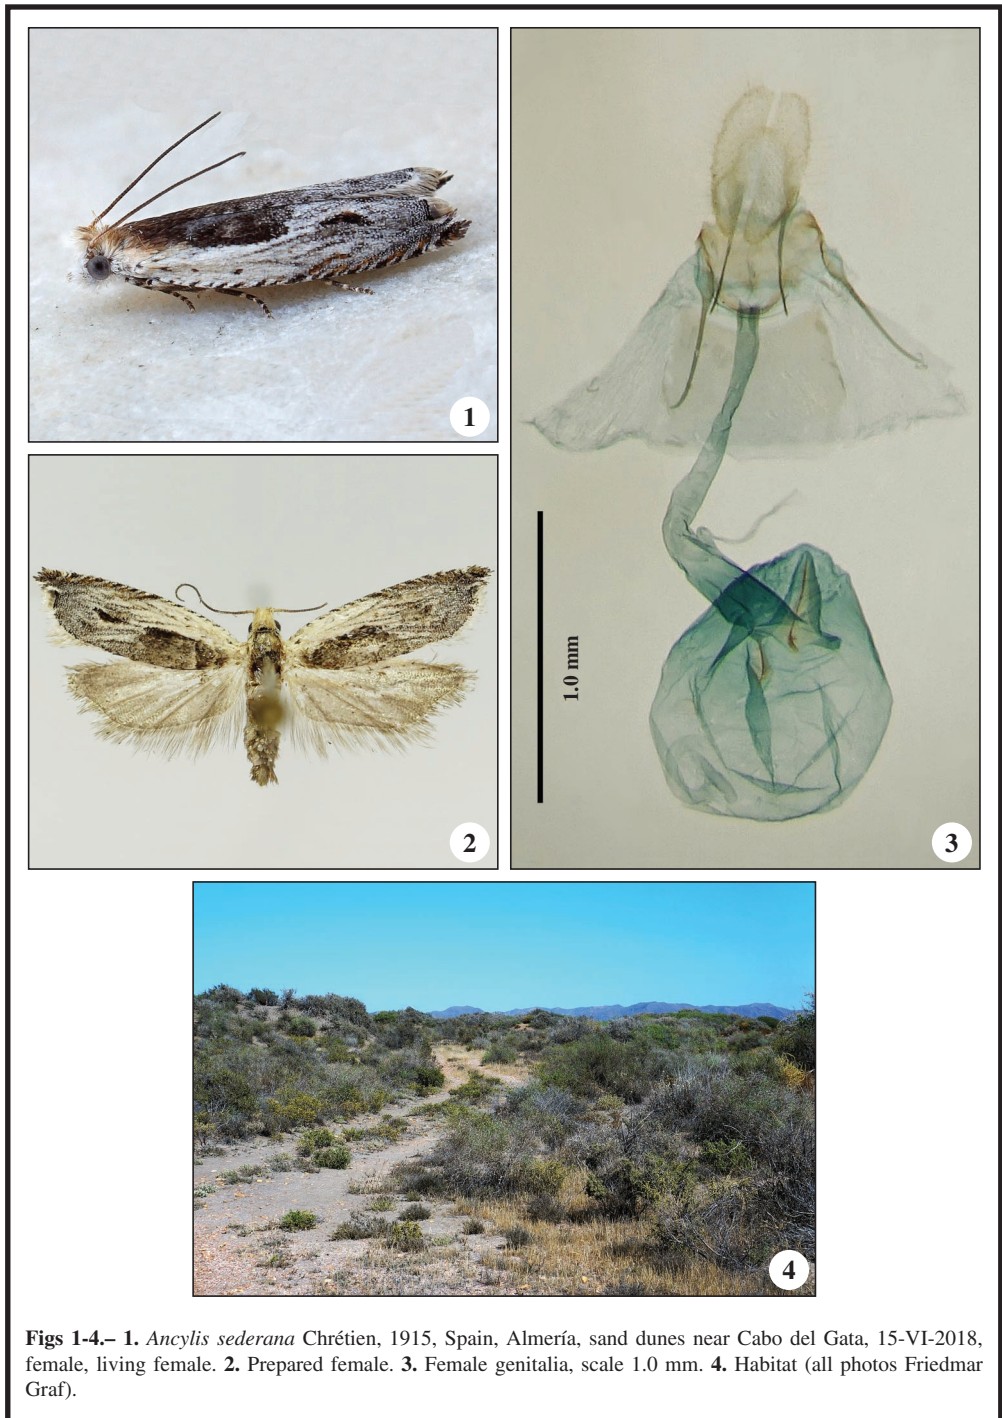 1
2
1.0 mm
3
4
Figs 1-4.– 1. Ancylis sederana Chrétien, 1915, Spain, Almería, sand dunes near Cabo del Gata, 15-VI-2018,
female, living female. 2. Prepared female. 3. Female genitalia, scale 1.0 mm. 4. Habitat (all photos Friedmar
Graf).